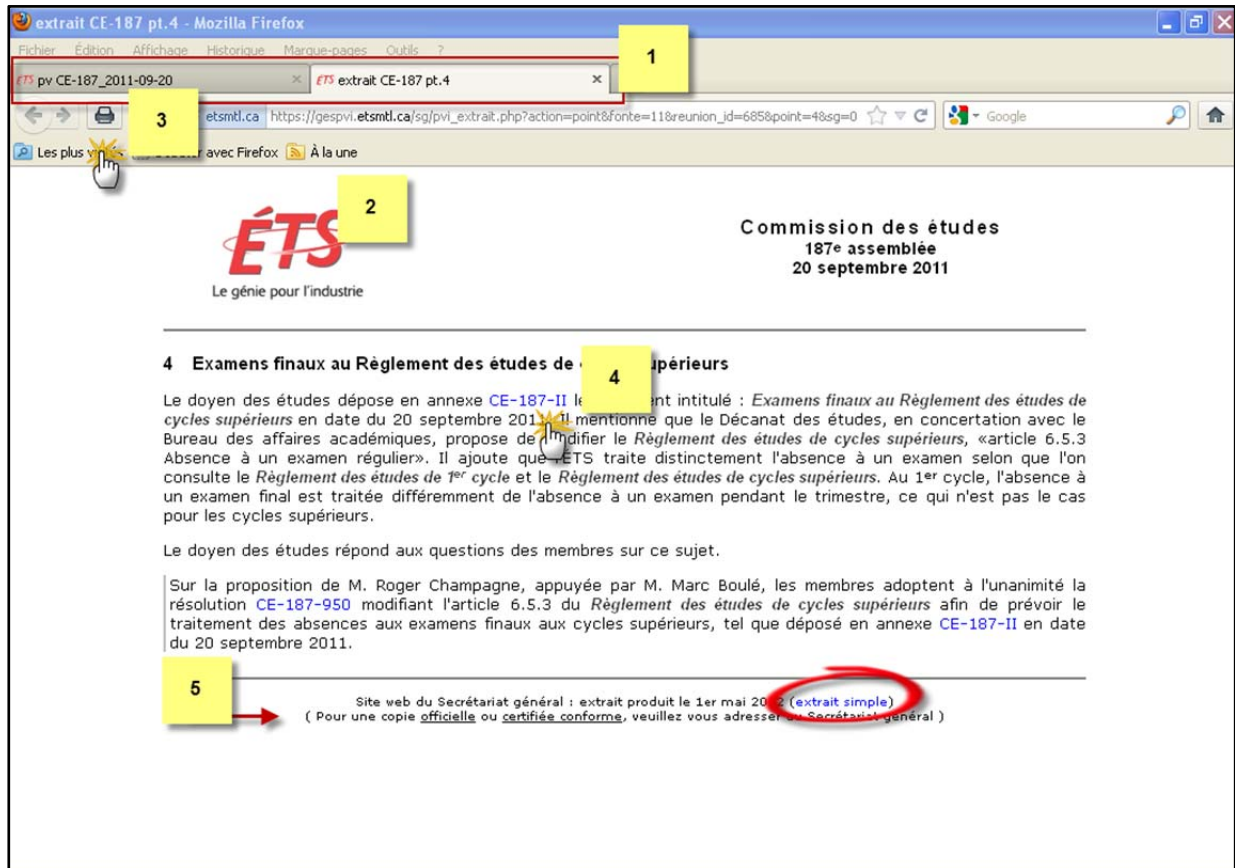 extrait CE-187 pt.4 - Mozilla Firefox
Fichier Édition Affichage Historique Marque-pages Outils ?
1
ÉTS pv CE-187_2011-09-20 × ÉTS extrait CE-187 pt.4 ×
3
etsmtl.ca https://gespvi.etsmtl.ca/sg/pvi_extrait.php?action=point&fonte=11&reunion_id=685&point=4&sg=0 Google
Les plus avec Firefox À la une
2
ÉTS
Le génie pour l'industrie
Commission des études
187e assemblée
20 septembre 2011
4 Examens finaux au Règlement des études de
4
Le doyen des études dépose en annexe CE-187-II intitulé : Examens finaux au Règlement des études de
cycles supérieurs en date du 20 septembre 2011. Il mentionne que le Décanat des études, en concertation avec le
Bureau des affaires académiques, propose de modifier le Règlement des études de cycles supérieurs, «article 6.5.3
Absence à un examen régulier». Il ajoute que l'ÉTS traite distinctement l'absence à un examen selon que l'on
consulte le Règlement des études de 1er cycle et le Règlement des études de cycles supérieurs. Au 1er cycle, l'absence à
un examen final est traitée différemment de l'absence à un examen pendant le trimestre, ce qui n'est pas le cas
pour les cycles supérieurs.
Le doyen des études répond aux questions des membres sur ce sujet.
Sur la proposition de M. Roger Champagne, appuyée par M. Marc Boulé, les membres adoptent à l'unanimité la
résolution CE-187-950 modifiant l'article 6.5.3 du Règlement des études de cycles supérieurs afin de prévoir le
traitement des absences aux examens finaux aux cycles supérieurs, tel que déposé en annexe CE-187-II en date
du 20 septembre 2011.
5
Site web du Secrétariat général : extrait produit le 1er mai 2012 (extrait simple)
( Pour une copie officielle ou certifiée conforme, veuillez vous adresser au Secrétariat général )